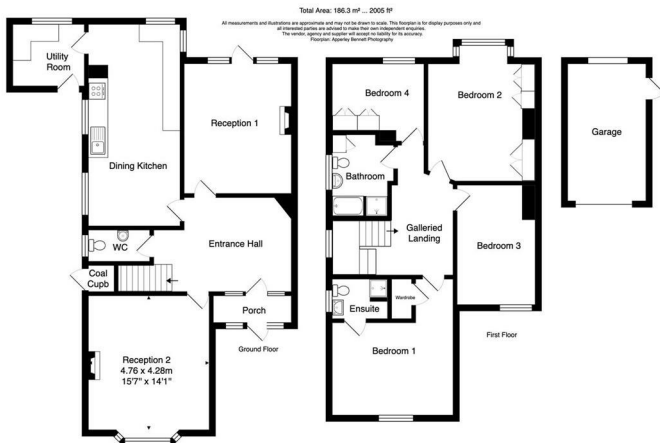 Total Area: 186.3 m² ... 2005 ft²
All measurements and illustrations are approximate and may not be drawn to scale. This floorplan is for display purposes only and
all interested parties are advised to make their own independent enquiries.
The vendor, agency and supplier will accept no liability for its accuracy.
Floorplan: Apperley Bennett Photography
Utility
Room
Dining Kitchen
Reception 1
WC
Entrance Hall
Coal
Cupb
Porch
Reception 2
4.76 x 4.28m
15'7" x 14'1"
Ground Floor
Bedroom 4
Bedroom 2
Bathroom
Galleried
Landing
Bedroom 3
Ensuite
Wardrobe
Bedroom 1
First Floor
Garage